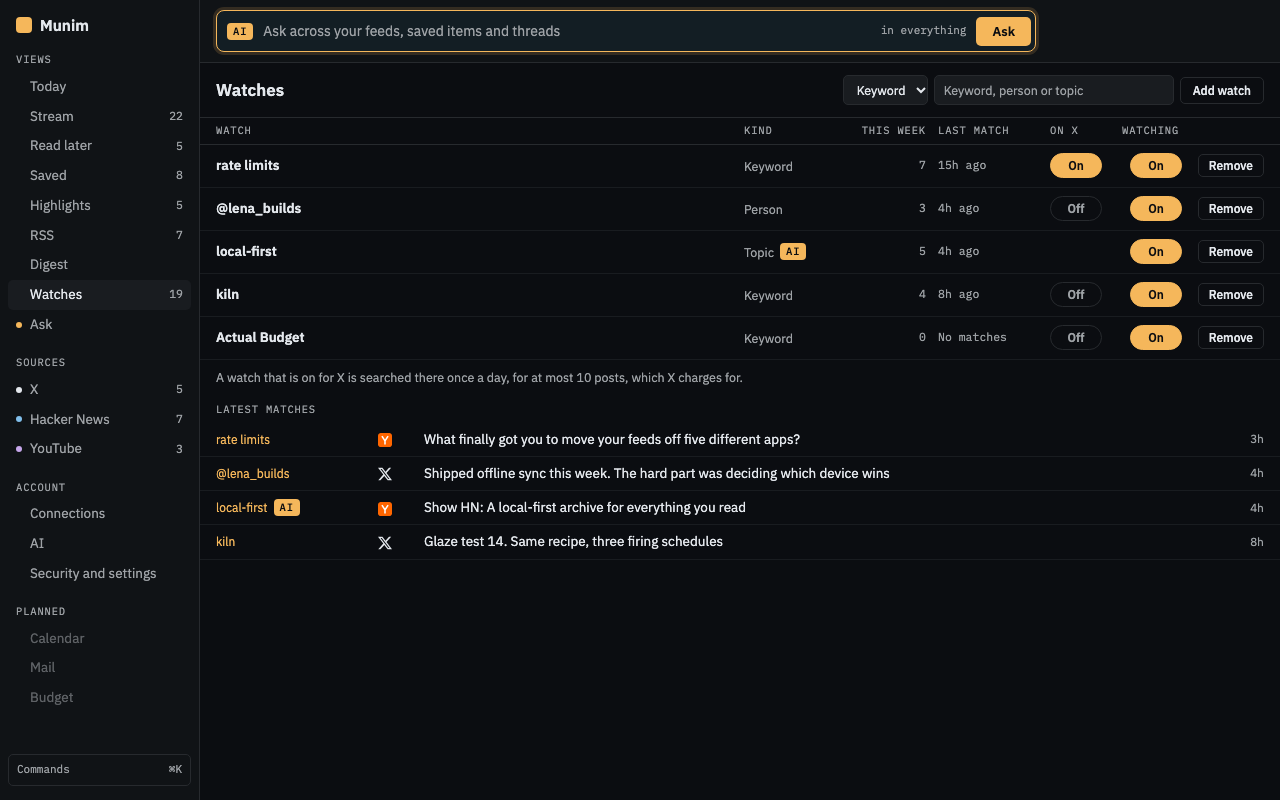 Munim
AI Ask across your feeds, saved items and threads in everything Ask
VIEWS
Today
Stream 22
Read later 5
Saved 8
Highlights 5
RSS 7
Digest
Watches 19
Ask
SOURCES
X 5
Hacker News 7
YouTube 3
ACCOUNT
Connections
AI
Security and settings
PLANNED
Calendar
Mail
Budget
Commands ⌘K
Watches Keyword Keyword, person or topic Add watch
WATCH KIND THIS WEEK LAST MATCH ON X WATCHING
rate limits Keyword 7 15h ago On On Remove
@lena_builds Person 3 4h ago Off On Remove
local-first Topic AI 5 4h ago On Remove
kiln Keyword 4 8h ago Off On Remove
Actual Budget Keyword 0 No matches Off On Remove
A watch that is on for X is searched there once a day, for at most 10 posts, which X charges for.
LATEST MATCHES
rate limits Y What finally got you to move your feeds off five different apps? 3h
@lena_builds X Shipped offline sync this week. The hard part was deciding which device wins 4h
local-first AI Y Show HN: A local-first archive for everything you read 4h
kiln X Glaze test 14. Same recipe, three firing schedules 8h